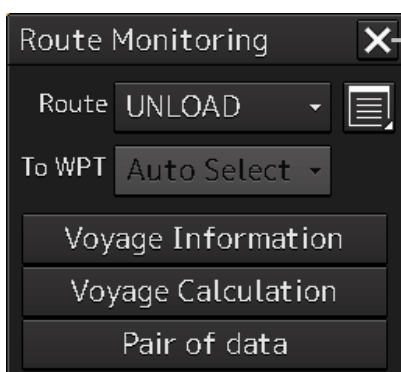 Route Monitoring
Route UNLOAD
To WPT Auto Select
Voyage Information
Voyage Calculation
Pair of data